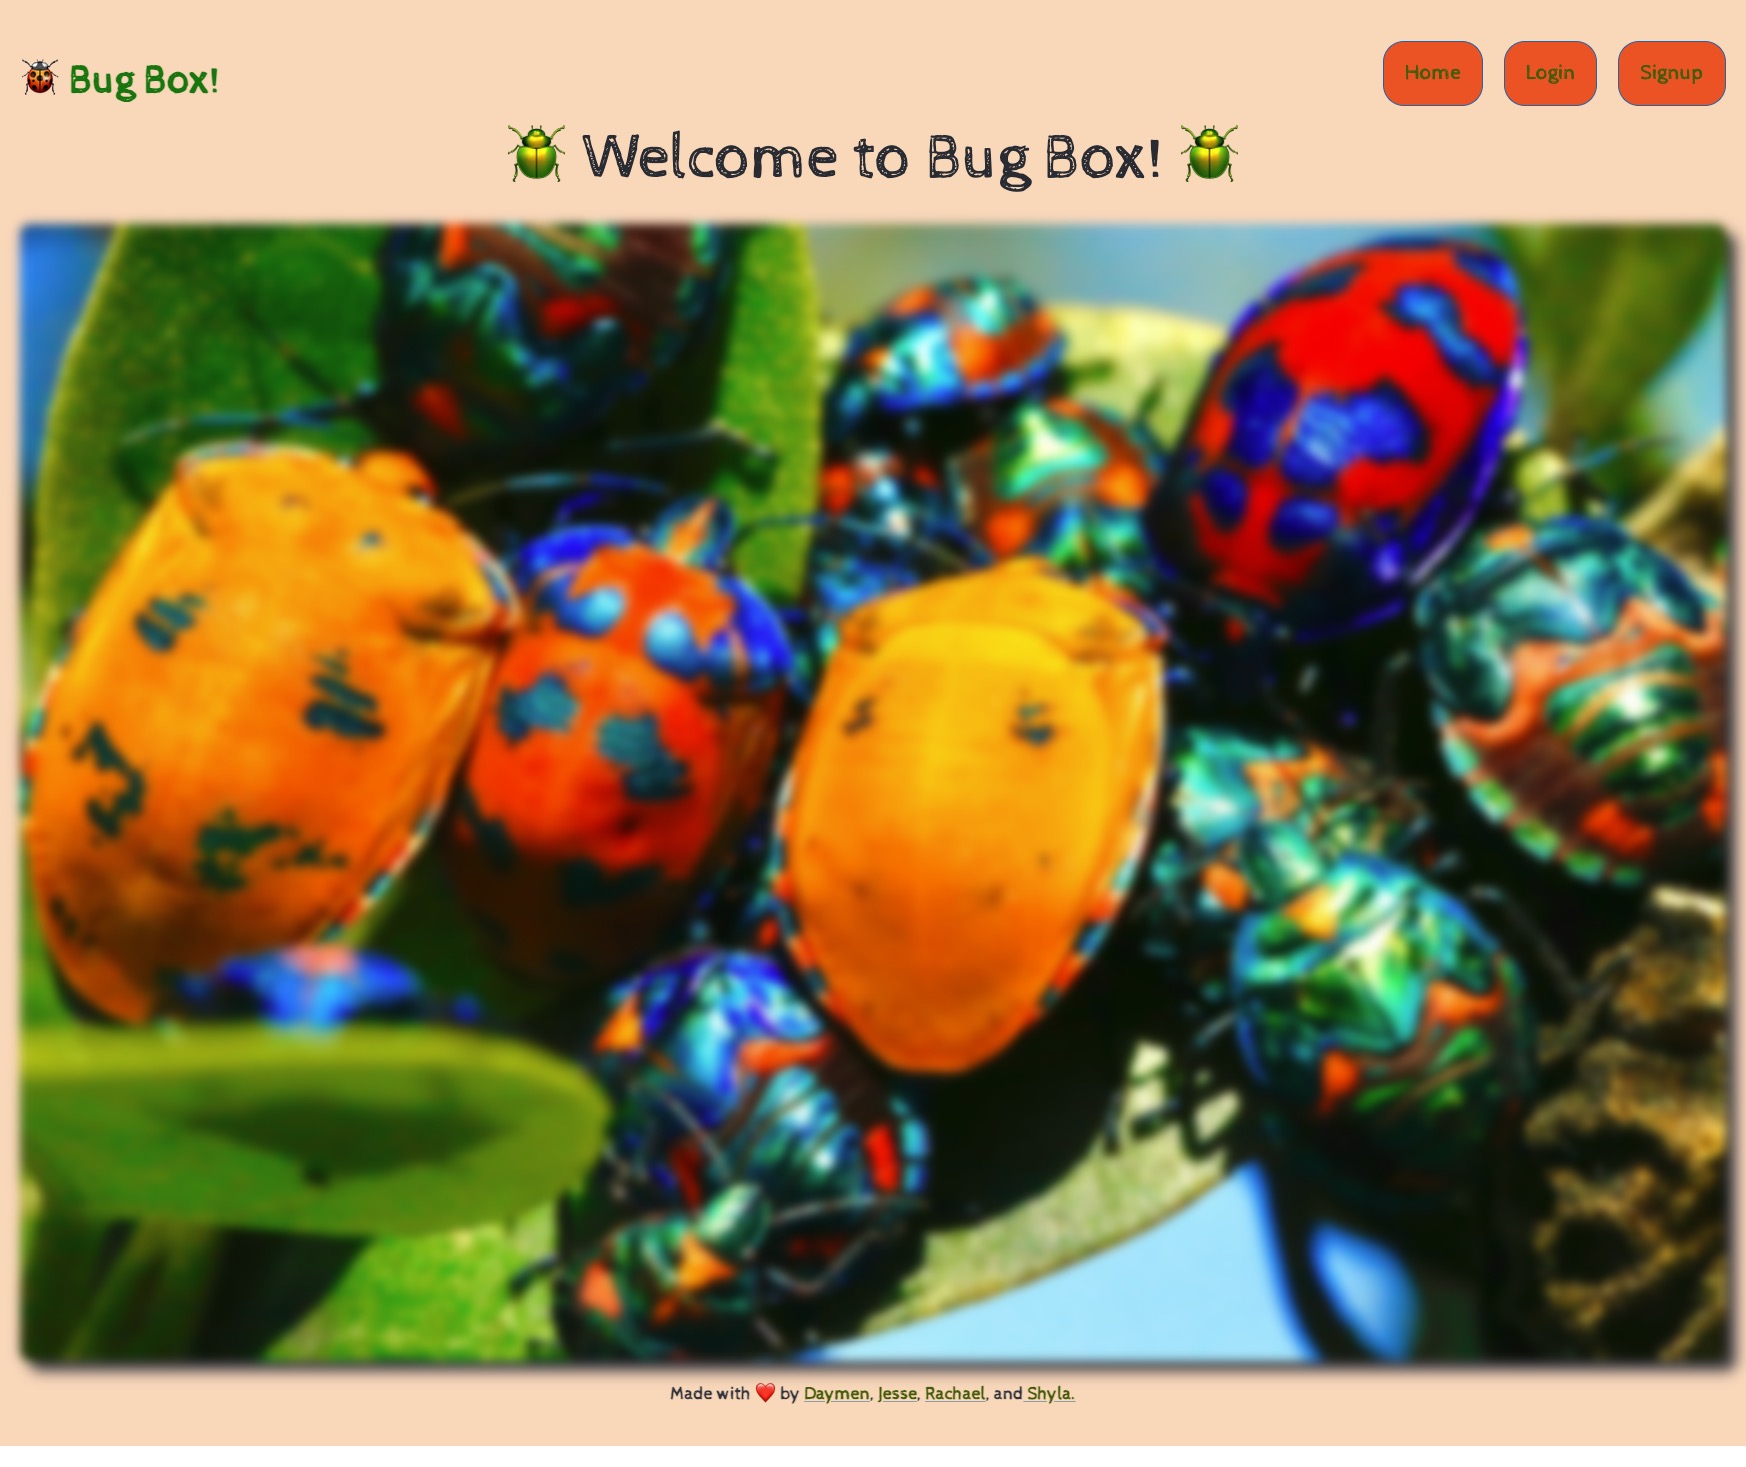 🐞 Bug Box!
Home
Login
Signup
Welcome to Bug Box!
Made with ❤️ by Daymen, Jesse, Rachael, and Shyla.